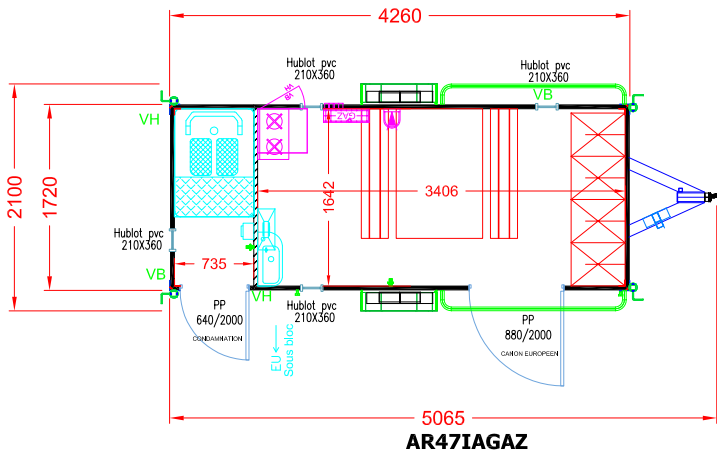 4260
Hublot pvc
210X360
Hublot pvc
210X360
VB
VH
GAZ
2100
1720
1642
3406
Hublot pvc
210X360
735
VB
VH
Hublot pvc
210X360
PP
640/2000
CONDAMNATION
EU
Sous bloc
PP
880/2000
CANON EUROPEEN
5065
AR47IAGAZ